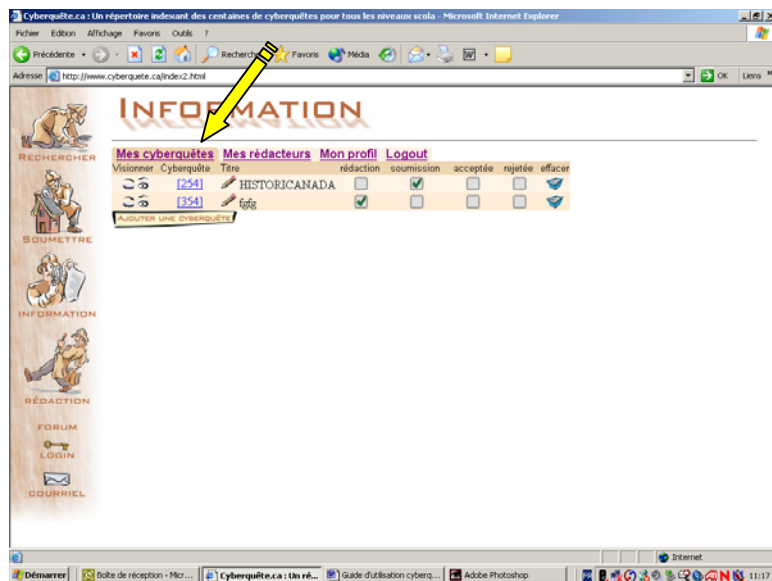 Cyberquête.ca : Un répertoire indexant des centaines de cyberquêtes pour tous les niveaux scola - Microsoft Internet Explorer
Fichier Edition Affichage Favoris Outils ?
Précédente Rechercher Favoris Média
Adresse http://www.cyberquete.ca/index2.html OK Liens »
INFORMATION
Mes cyberquêtes Mes rédacteurs Mon profil Logout
Visionner Cyberquête Titre rédaction soumission acceptée rejetée effacer
[254] HISTORICANADA
[354] fgfg
AJOUTER UNE CYBERQUÊTE
RECHERCHER
SOUMETTRE
INFORMATION
RÉDACTION
FORUM
LOGIN
COURRIEL
Internet
Démarrer Boîte de réception - Micr... Cyberquête.ca : Un ré... Guide d'utilisation cyberq... Adobe Photoshop 11:17